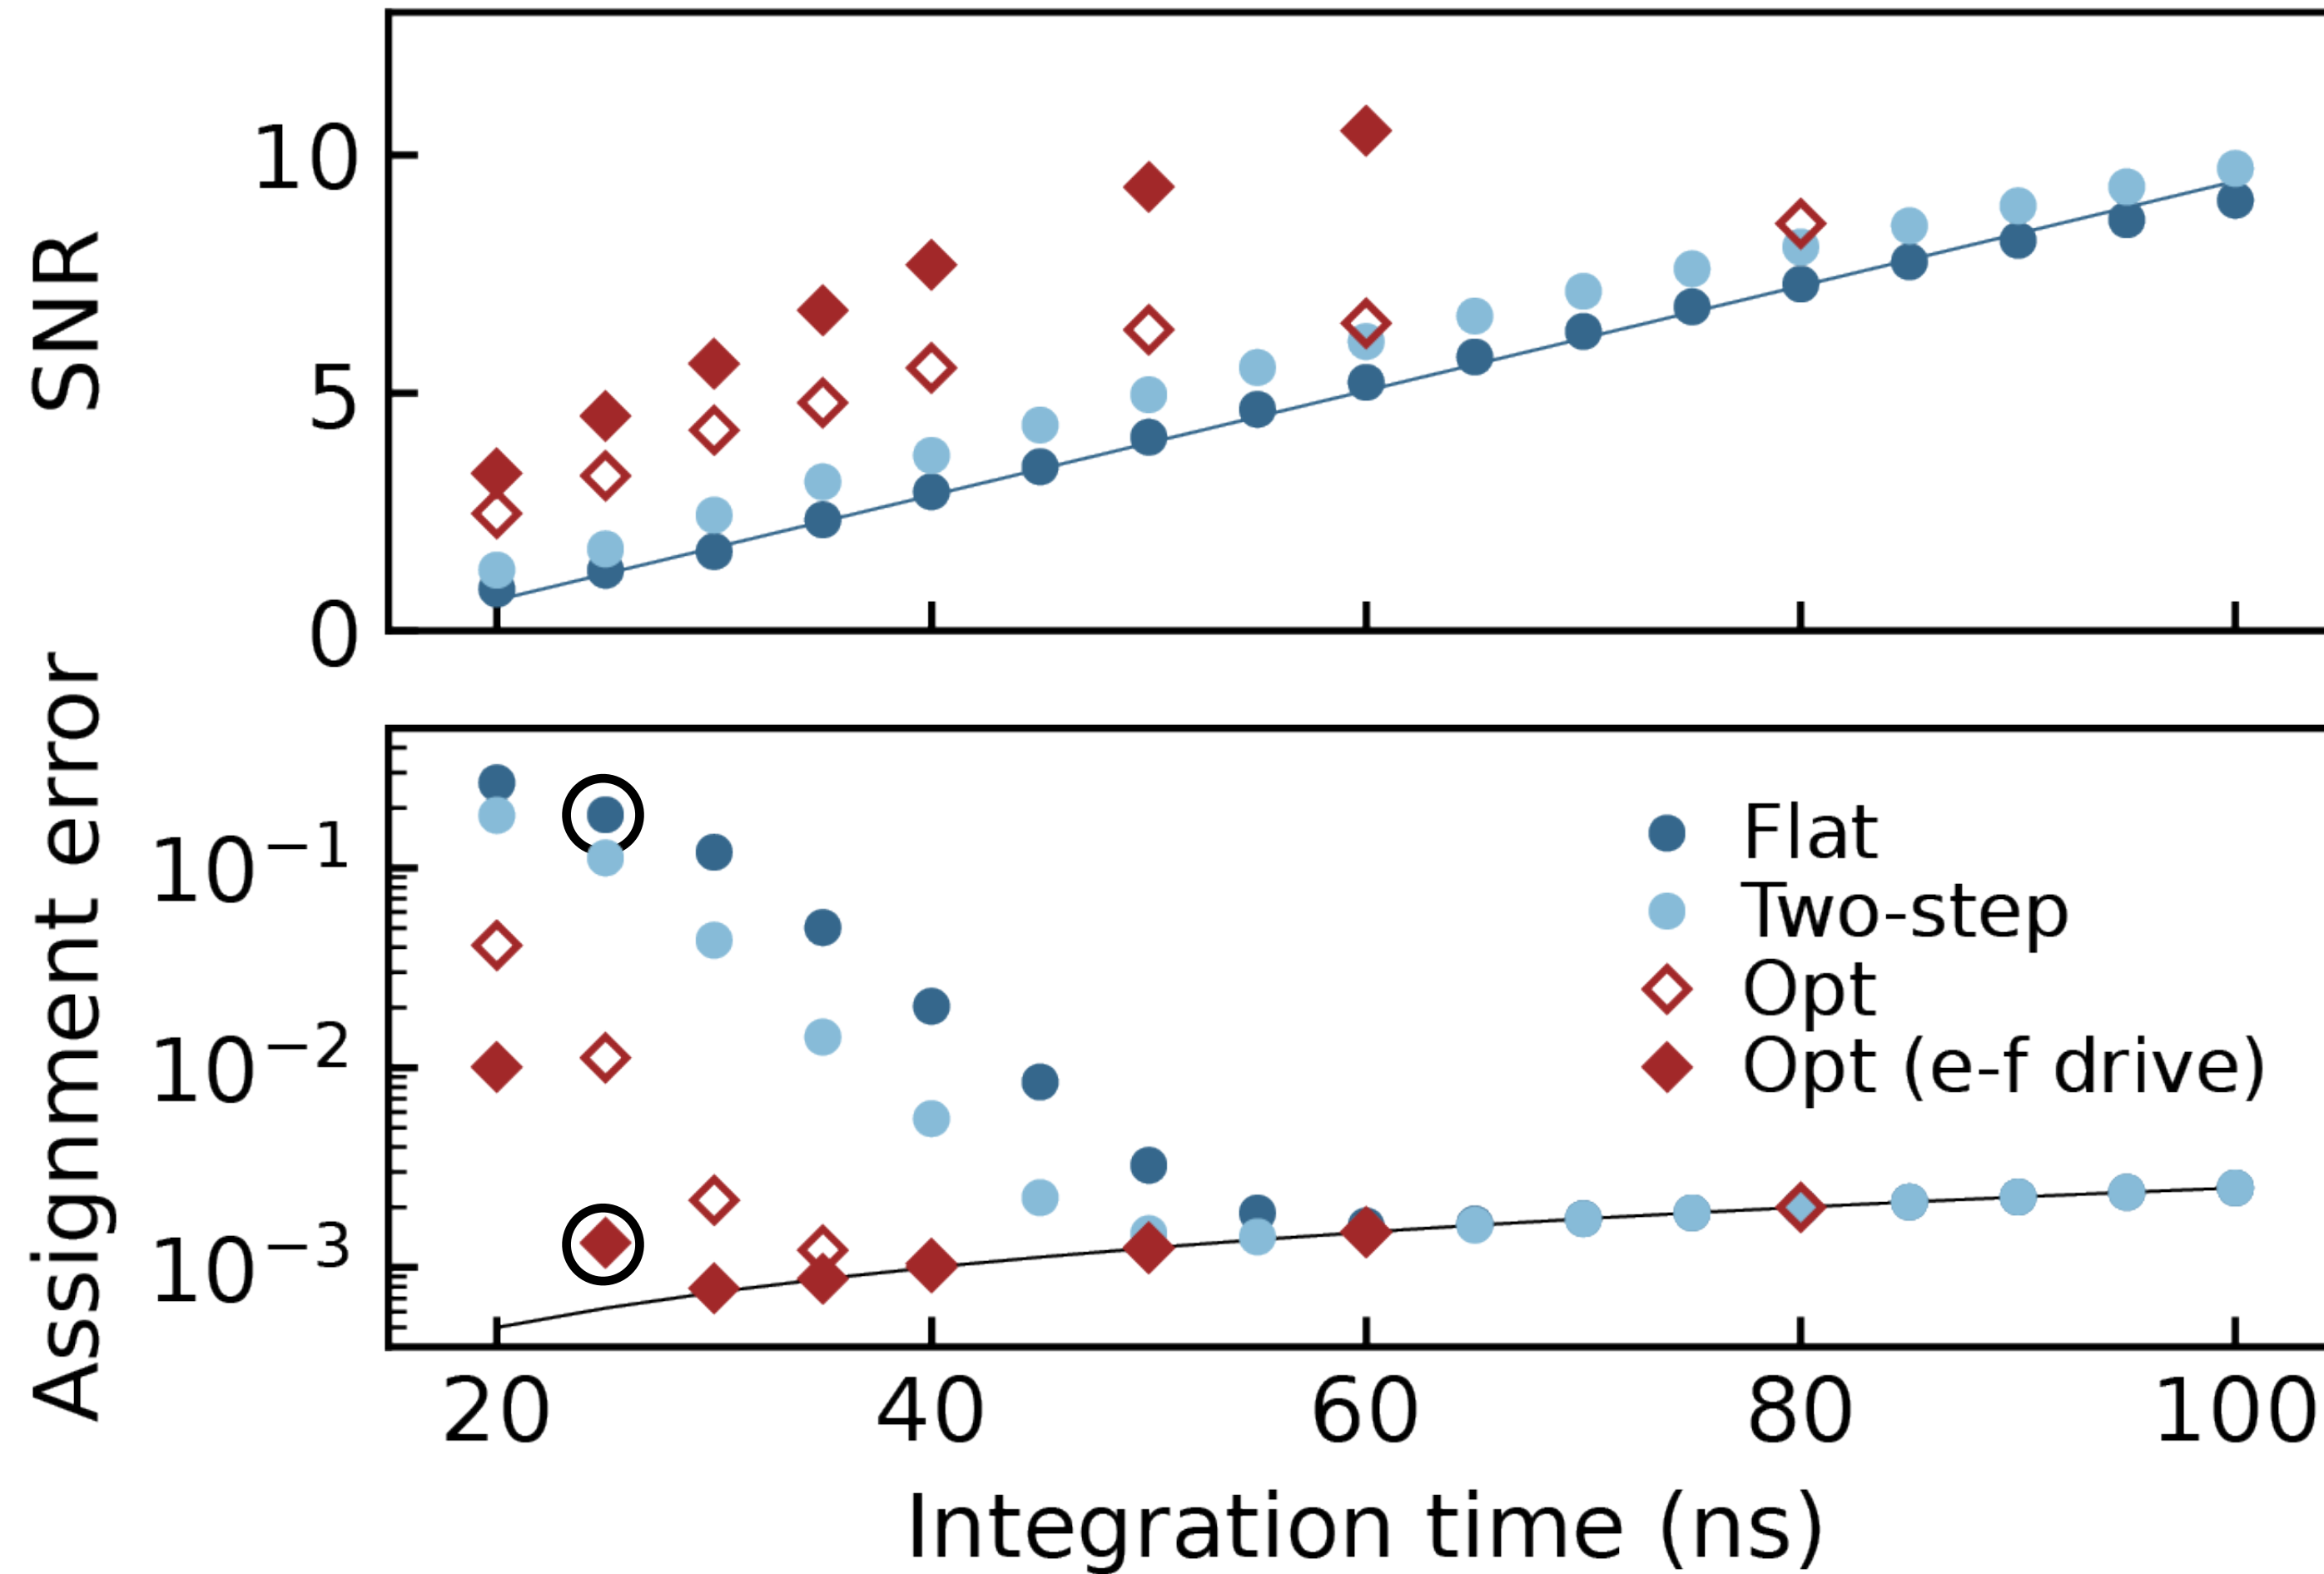 SNR
10
5
0
Assignment error
10⁻¹
10⁻²
10⁻³
Flat
Two-step
Opt
Opt (e-f drive)
20 40 60 80 100
Integration time (ns)